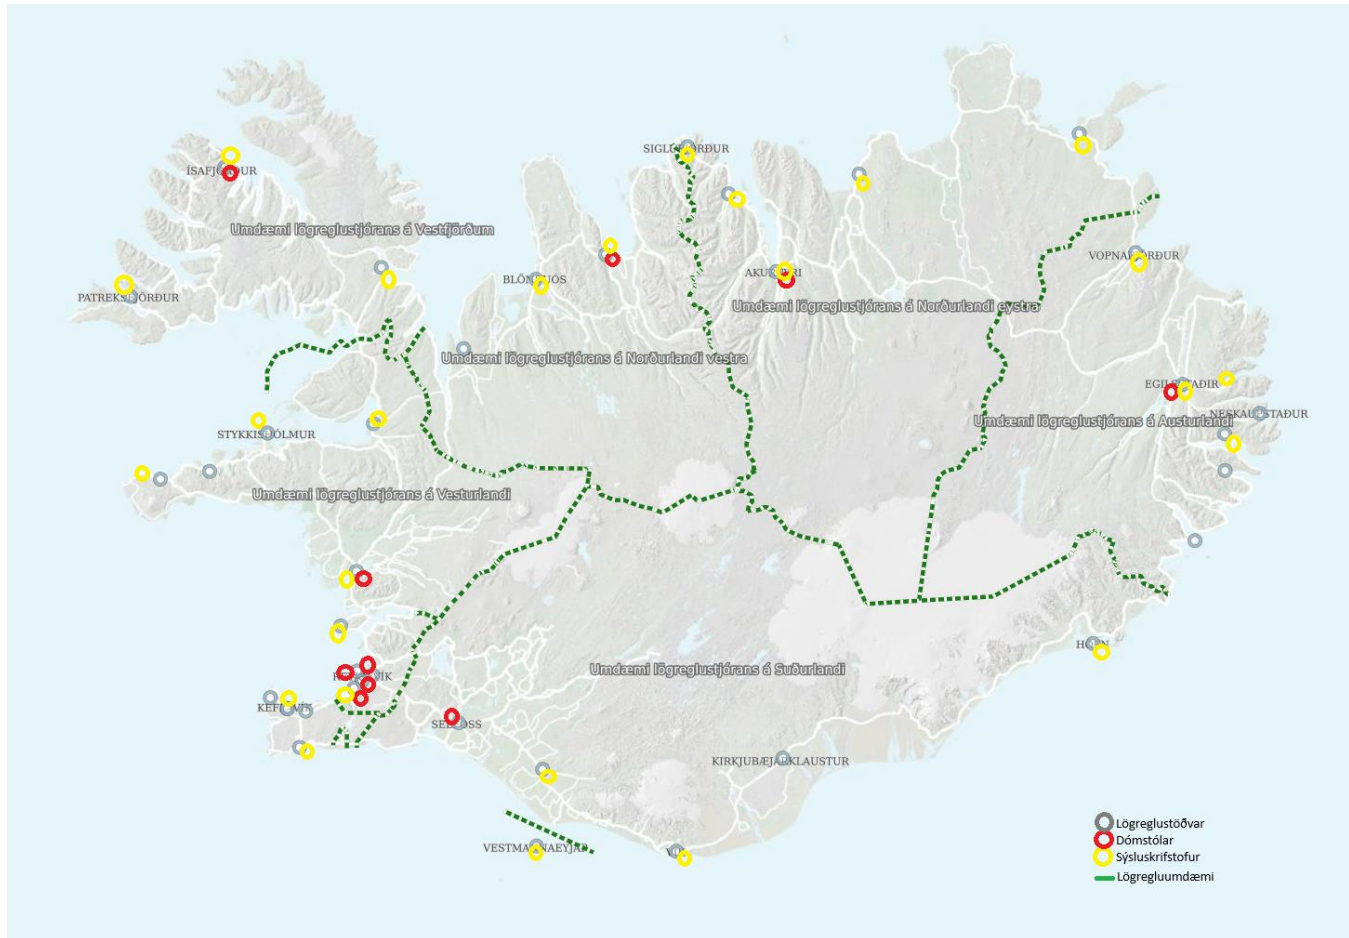 SIGLUFJÖRÐUR
ÍSAFJÖRÐUR
Umdæmi lögreglustjórans á Vestfjörðum
VOPNAFJÖRÐUR
AKUREYRI
BLÖNDUÓS
PATREKSFJÖRÐUR
Umdæmi lögreglustjórans á Norðurlandi eystra
Umdæmi lögreglustjórans á Norðurlandi vestra
EGILSSTAÐIR
NESKAUPSTAÐUR
Umdæmi lögreglustjórans á Austurlandi
STYKKISHÓLMUR
Umdæmi lögreglustjórans á Vesturlandi
HÖFN
Umdæmi lögreglustjórans á Suðurlandi
REYKJAVÍK
KEFLAVÍK
SELFOSS
KIRKJUBÆJARKLAUSTUR
VESTMANNAEYJAR
VÍK
Lögreglustöðvar
Dómstólar
Sýsluskrifstofur
Lögregluumdæmi